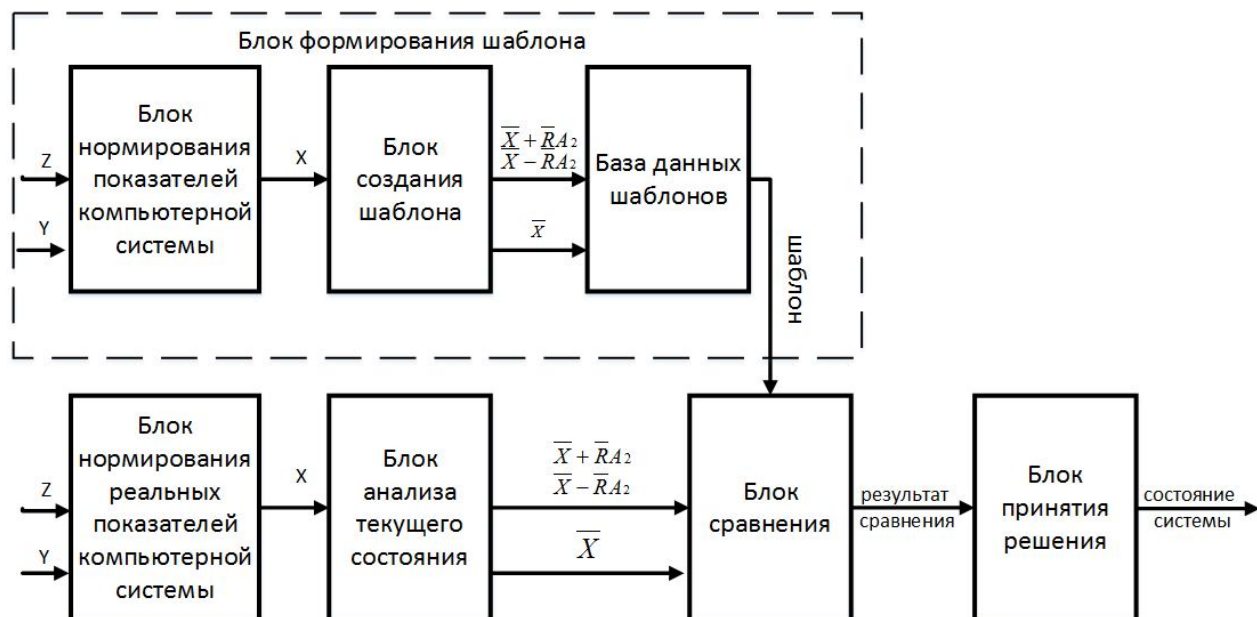 Блок формирования шаблона
Z
Y
Блок
нормирования
показателей
компьютерной
системы
X
Блок
создания
шаблона
X̅ + R̅A₂
X̅ − R̅A₂
X̅
База данных
шаблонов
шаблон
Z
Y
Блок
нормирования
реальных
показателей
компьютерной
системы
X
Блок
анализа
текущего
состояния
X̅ + R̅A₂
X̅ − R̅A₂
X̅
Блок
сравнения
результат
сравнения
Блок
принятия
решения
состояние
системы